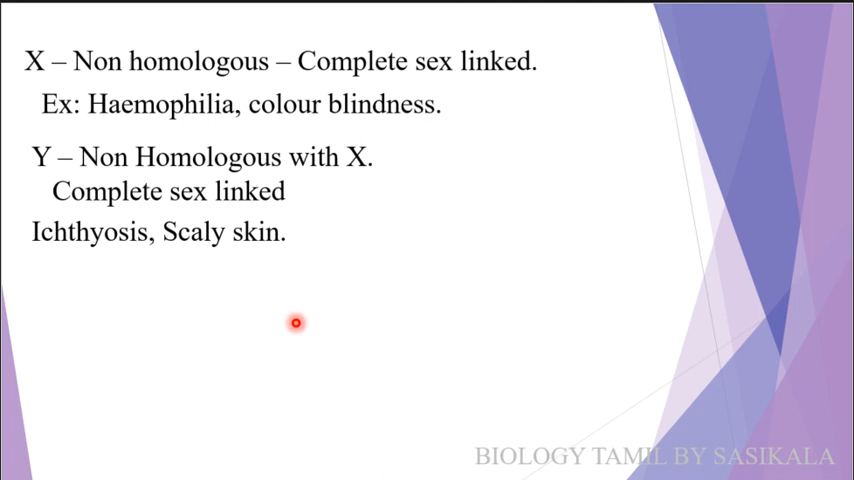 X – Non homologous – Complete sex linked.
Ex: Haemophilia, colour blindness.
Y – Non Homologous with X.
Complete sex linked
Ichthyosis, Scaly skin.
BIOLOGY TAMIL BY SASIKALA